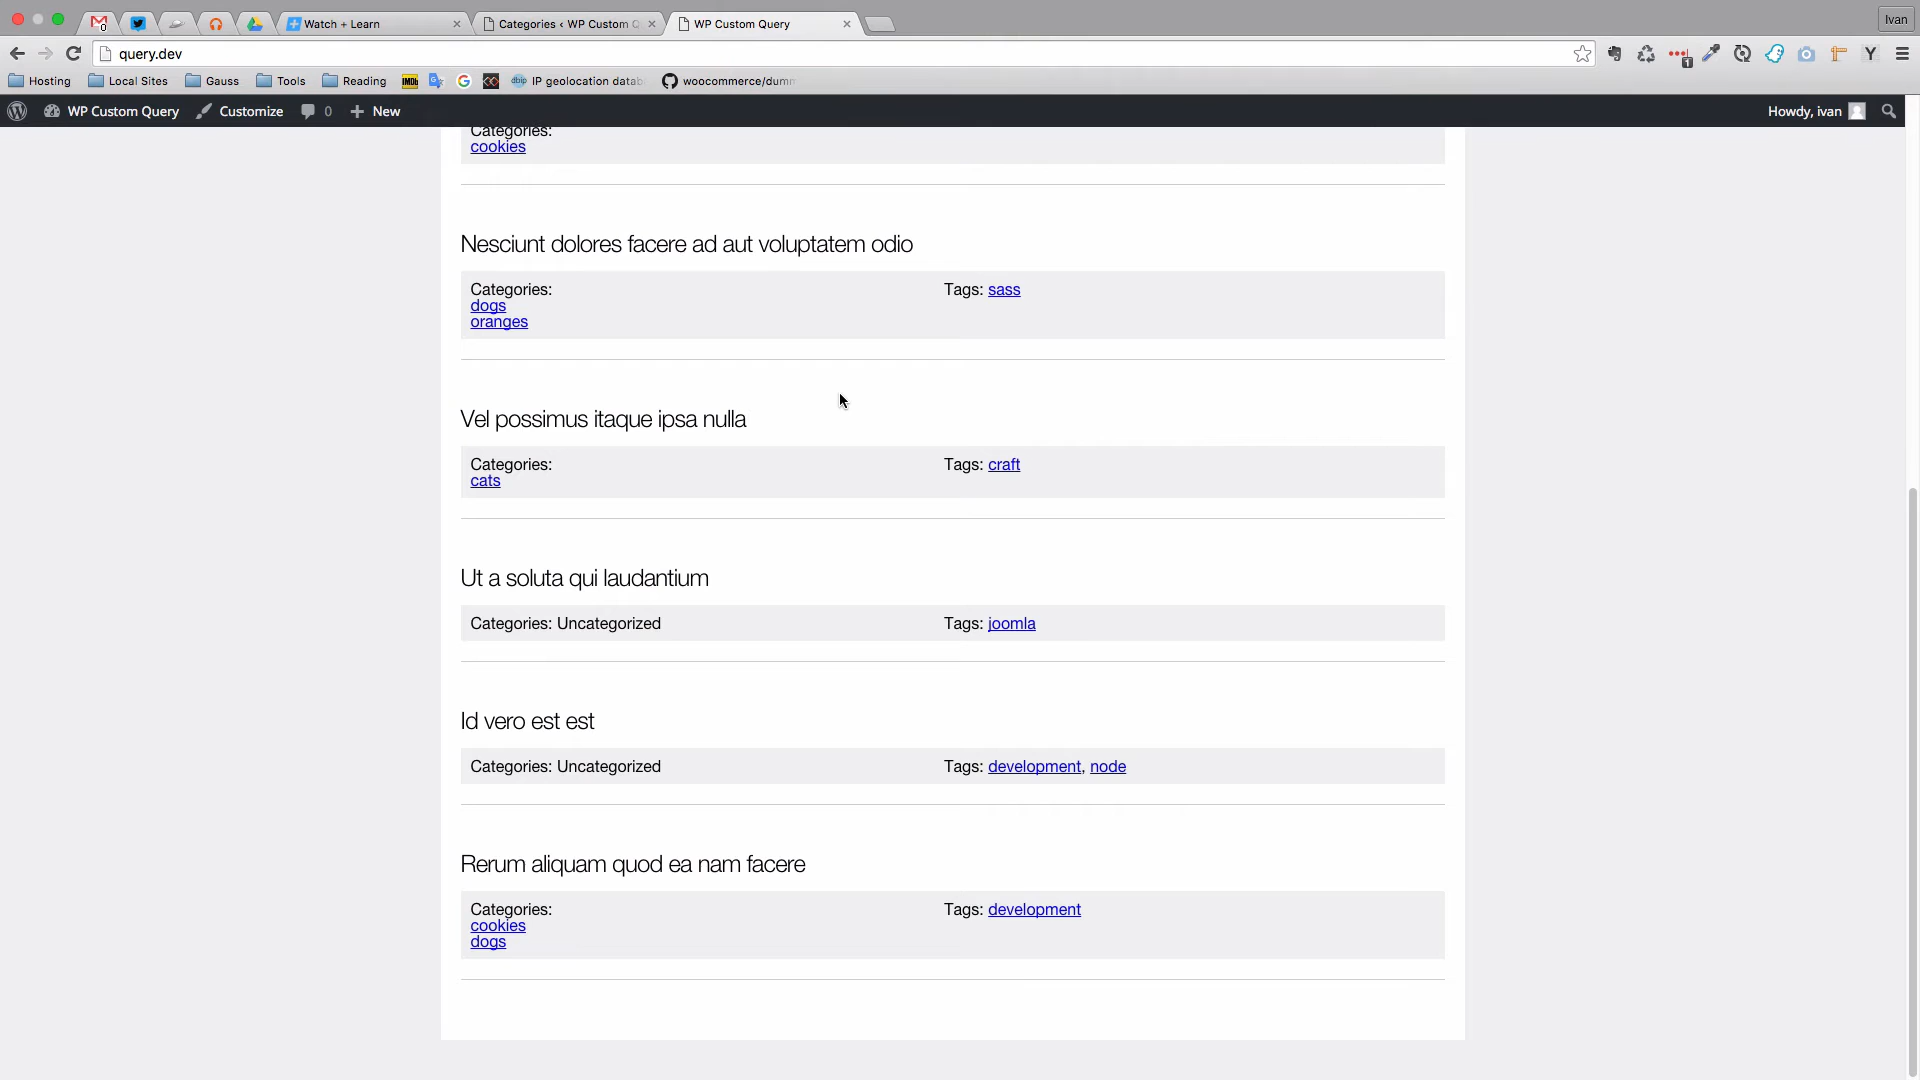 Watch + Learn
Categories ‹ WP Custom Q
WP Custom Query
Ivan
query.dev
Hosting
Local Sites
Gauss
Tools
Reading
IMDb
dbip
IP geolocation datab
woocommerce/dumm
WP Custom Query
Customize
0
New
Howdy, ivan
Categories:
cookies
Nesciunt dolores facere ad aut voluptatem odio
Categories:
Tags: sass
dogs
oranges
Vel possimus itaque ipsa nulla
Categories:
Tags: craft
cats
Ut a soluta qui laudantium
Categories: Uncategorized
Tags: joomla
Id vero est est
Categories: Uncategorized
Tags: development, node
Rerum aliquam quod ea nam facere
Categories:
Tags: development
cookies
dogs